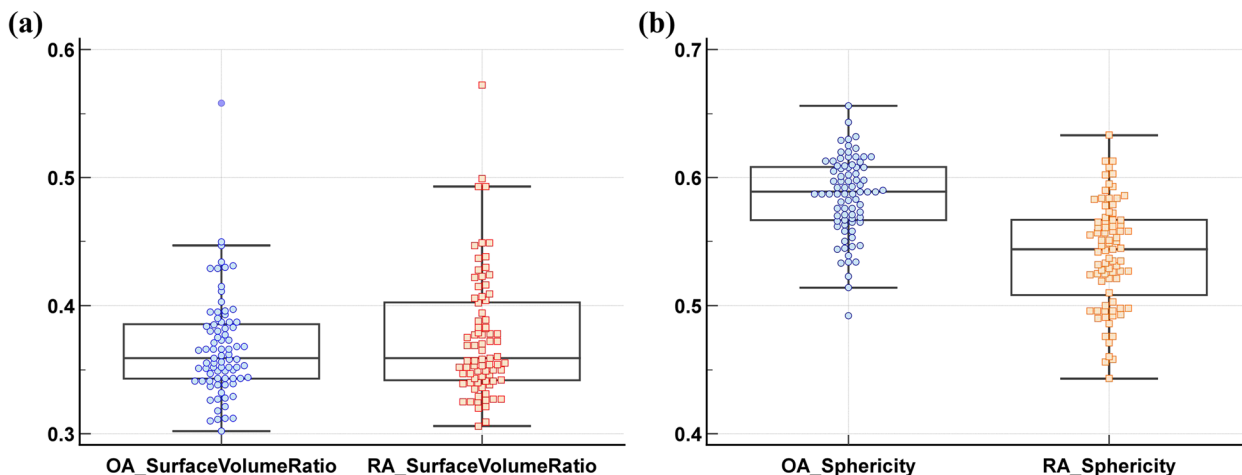 (a)
0.6
0.5
0.4
0.3
OA_SurfaceVolumeRatio RA_SurfaceVolumeRatio
(b)
0.7
0.6
0.5
0.4
OA_Sphericity RA_Sphericity